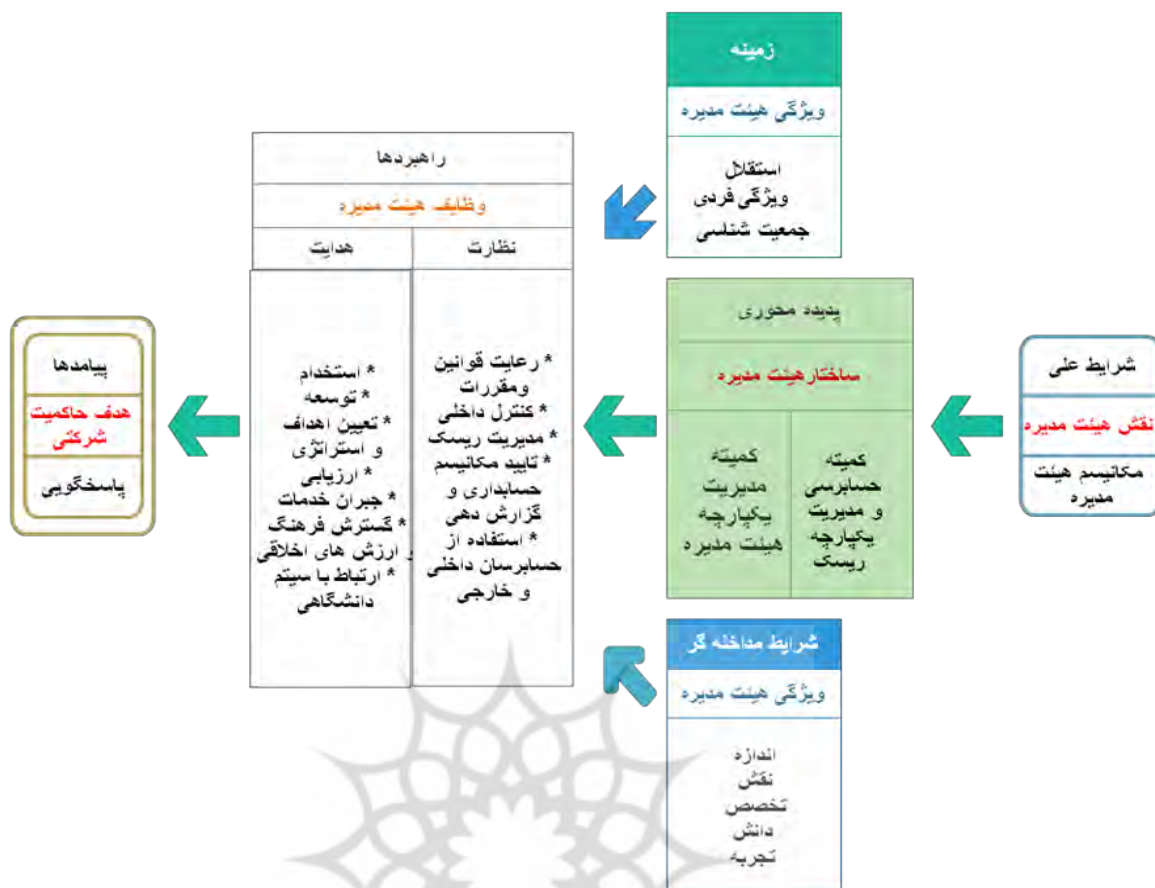 زمینه
ویژگی هیئت مدیره
استقلال
ویژگی فردی
جمعیت شناسی
شرایط علی
نقش هیئت مدیره
مکانیسم هیئت
مدیره
پدیده محوری
ساختار هیئت مدیره
کمیته
حسابرسی
و مدیریت
یکپارچه
ریسک
کمیته
مدیریت
یکپارچه
هیئت مدیره
شرایط مداخله گر
ویژگی هیئت مدیره
اندازه
نقش
تخصص
دانش
تجربه
راهبردها
وظایف هیئت مدیره
نظارت
* رعایت قوانین
ومقررات
* کنترل داخلی
* مدیریت ریسک
* تایید مکانیسم
حسابداری و
گزارش دهی
* استفاده از
حسابرسان داخلی
و خارجی
هدایت
* استخدام
* توسعه
* تعیین اهداف
و استراتژی
* ارزیابی
* جبران خدمات
* گسترش فرهنگ
و ارزش های اخلاقی
* ارتباط با سیتم
دانشگاهی
پیامدها
هدف حاکمیت
شرکتی
پاسخگویی